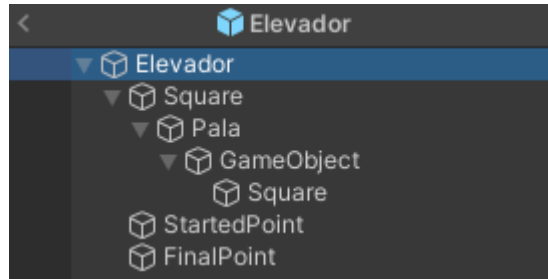 Elevador
Elevador
Square
Pala
GameObject
Square
StartedPoint
FinalPoint